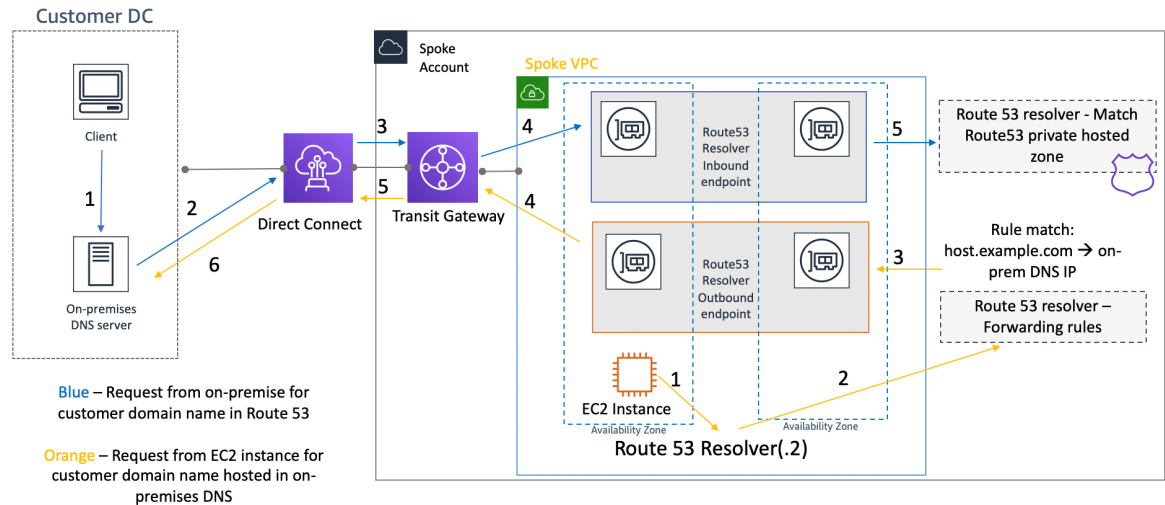 Customer DC
Client
1
On-premises
DNS server
2
6
Direct Connect
3
5
Transit Gateway
4
4
Spoke
Account
Spoke VPC
Route53
Resolver
Inbound
endpoint
Route53
Resolver
Outbound
endpoint
5
Route 53 resolver - Match
Route53 private hosted
zone
3
Rule match:
host.example.com → on-
prem DNS IP
Route 53 resolver –
Forwarding rules
1
2
EC2 Instance
Availability Zone
Availability Zone
Route 53 Resolver(.2)
Blue – Request from on-premise for
customer domain name in Route 53
Orange – Request from EC2 instance for
customer domain name hosted in on-
premises DNS